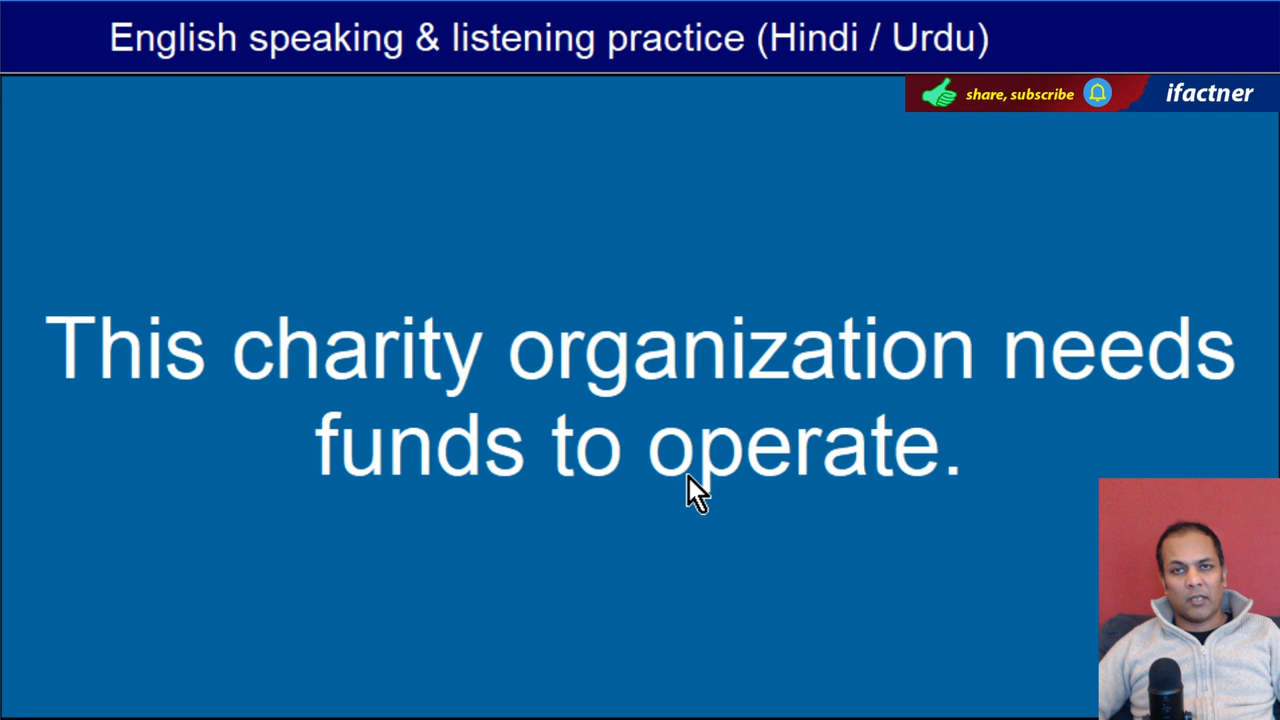 English speaking & listening practice (Hindi / Urdu)
share, subscribe
ifactner
This charity organization needs
funds to operate.